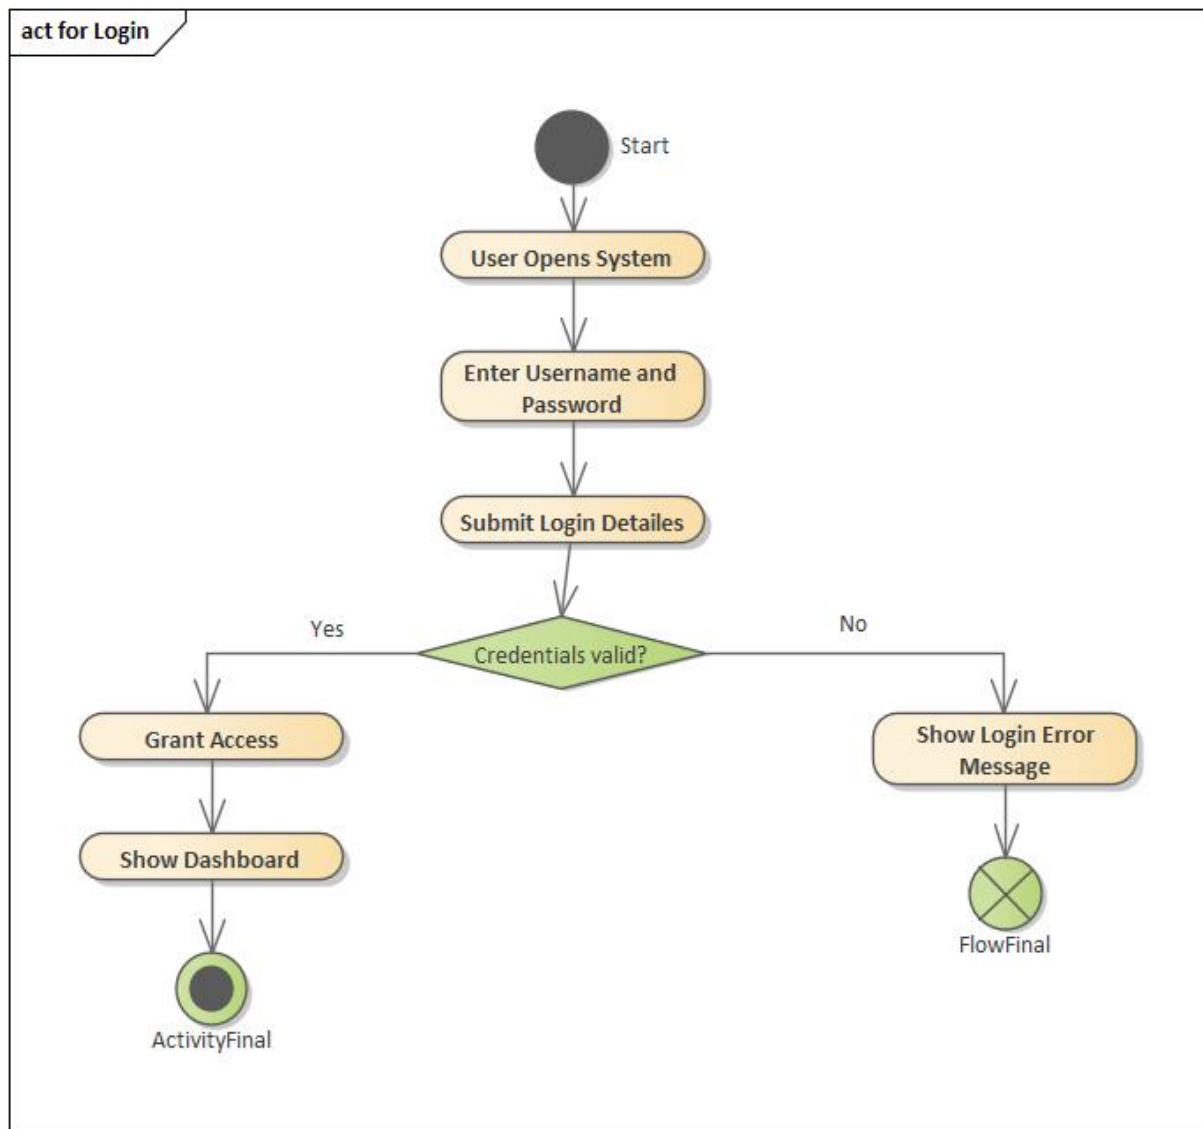 act for Login
Start
User Opens System
Enter Username and
Password
Submit Login Detailes
Credentials valid?
Yes
No
Grant Access
Show Login Error
Message
Show Dashboard
FlowFinal
ActivityFinal